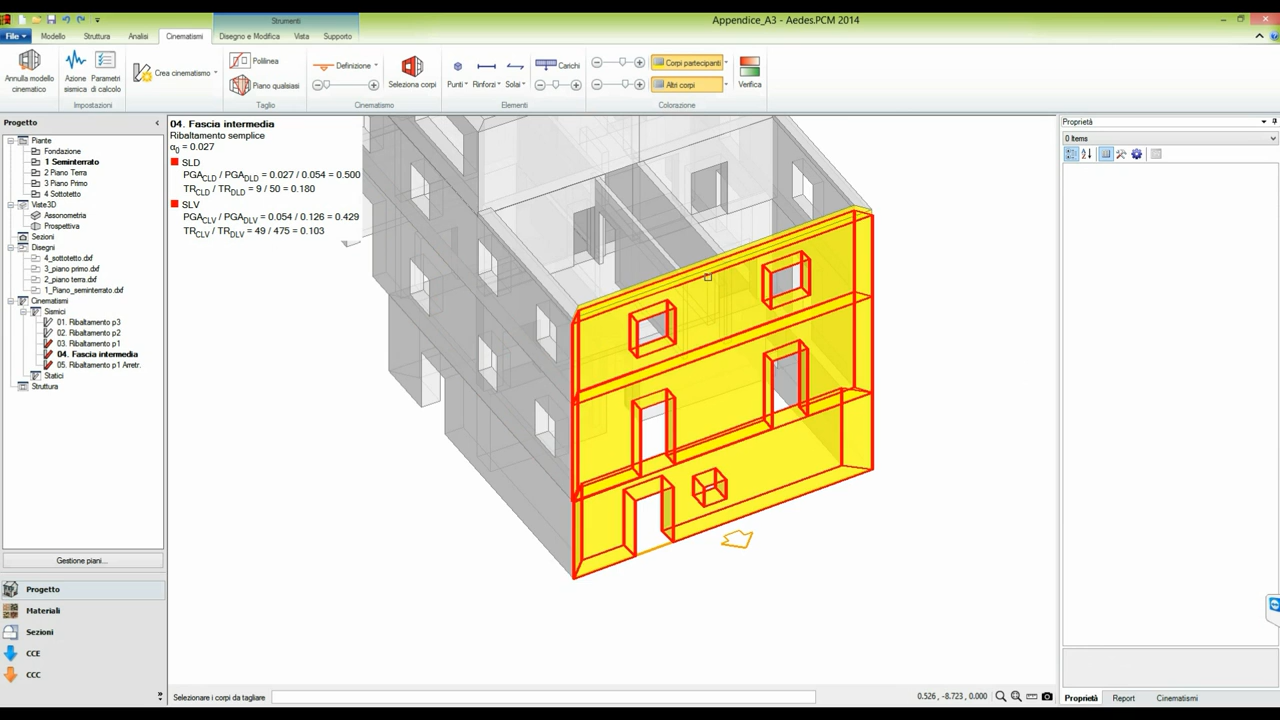 Strumenti
Appendice_A3 - Aedes.PCM 2014
File
Modello
Struttura
Analisi
Cinematismi
Disegno e Modifica
Vista
Supporto
Annulla modello cinematico
Azione sismica
Parametri di calcolo
Impostazioni
Crea cinematismo
Polilinea
Piano qualsiasi
Taglio
Definizione
Seleziona corpi
Cinematismo
Punti
Rinforzi
Solai
Carichi
Elementi
Corpi partecipanti
Altri corpi
Colorazione
Verifica
Progetto
Piante
Fondazione
1 Seminterrato
2 Piano Terra
3 Piano Primo
4 Sottotetto
Viste3D
Assonometria
Prospettiva
Sezioni
Disegni
4_sottotetto.dxf
3_piano primo.dxf
2_piano terra.dxf
1_Piano_seminterrato.dxf
Cinematismi
Sismici
01. Ribaltamento p3
02. Ribaltamento p2
03. Ribaltamento p1
04. Fascia intermedia
05. Ribaltamento p1 Arretr.
Statici
Struttura
Gestione piani...
Progetto
Materiali
Sezioni
CCE
CCC
04. Fascia intermedia
Ribaltamento semplice
α0 = 0.027
SLD
PGACLD / PGADLD = 0.027 / 0.054 = 0.500
TRCLD / TRDLD = 9 / 50 = 0.180
SLV
PGACLV / PGADLV = 0.054 / 0.126 = 0.429
TRCLV / TRDLV = 49 / 475 = 0.103
Selezionare i corpi da tagliare
0.526, -8.723, 0.000
Proprietà
0 Items
Proprietà
Report
Cinematismi